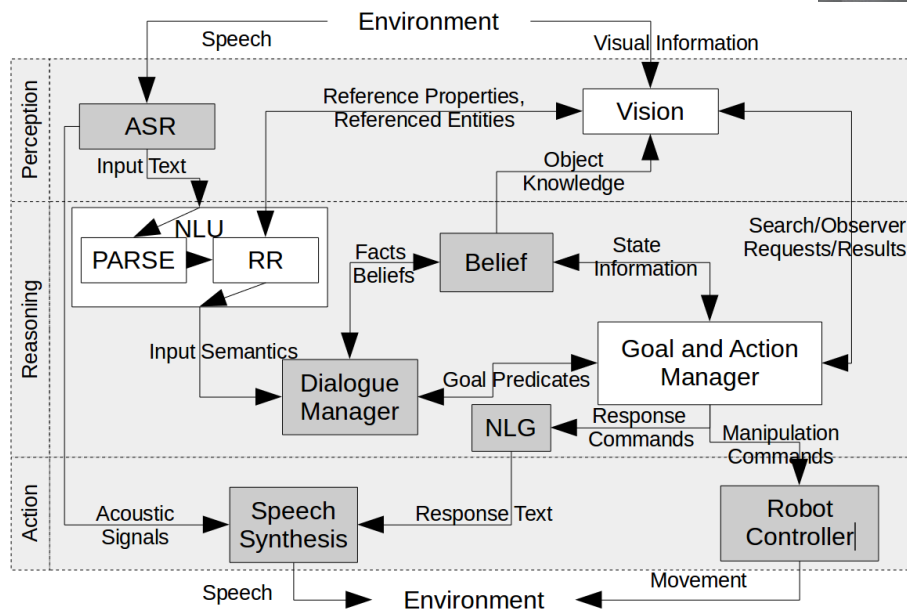 Environment
Speech
Visual Information
Perception
ASR
Reference Properties,
Referenced Entities
Vision
Input Text
Object
Knowledge
Reasoning
NLU
PARSE
RR
Facts
Beliefs
Belief
State
Information
Search/Observer
Requests/Results
Input Semantics
Dialogue
Manager
Goal Predicates
Goal and Action
Manager
NLG
Response
Commands
Manipulation
Commands
Action
Acoustic
Signals
Speech
Synthesis
Response Text
Robot
Controller
Speech
Environment
Movement